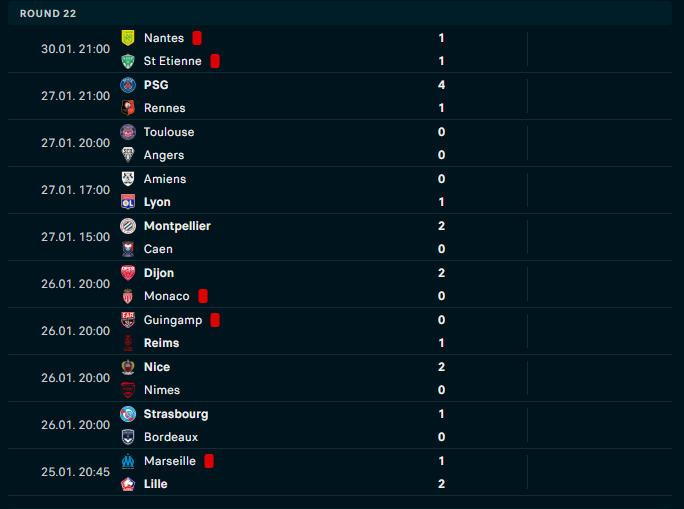 ROUND 22
30.01. 21:00 Nantes 1
St Etienne 1
27.01. 21:00 PSG 4
Rennes 1
27.01. 20:00 Toulouse 0
Angers 0
27.01. 17:00 Amiens 0
Lyon 1
27.01. 15:00 Montpellier 2
Caen 0
26.01. 20:00 Dijon 2
Monaco 0
26.01. 20:00 Guingamp 0
Reims 1
26.01. 20:00 Nice 2
Nimes 0
26.01. 20:00 Strasbourg 1
Bordeaux 0
25.01. 20:45 Marseille 1
Lille 2